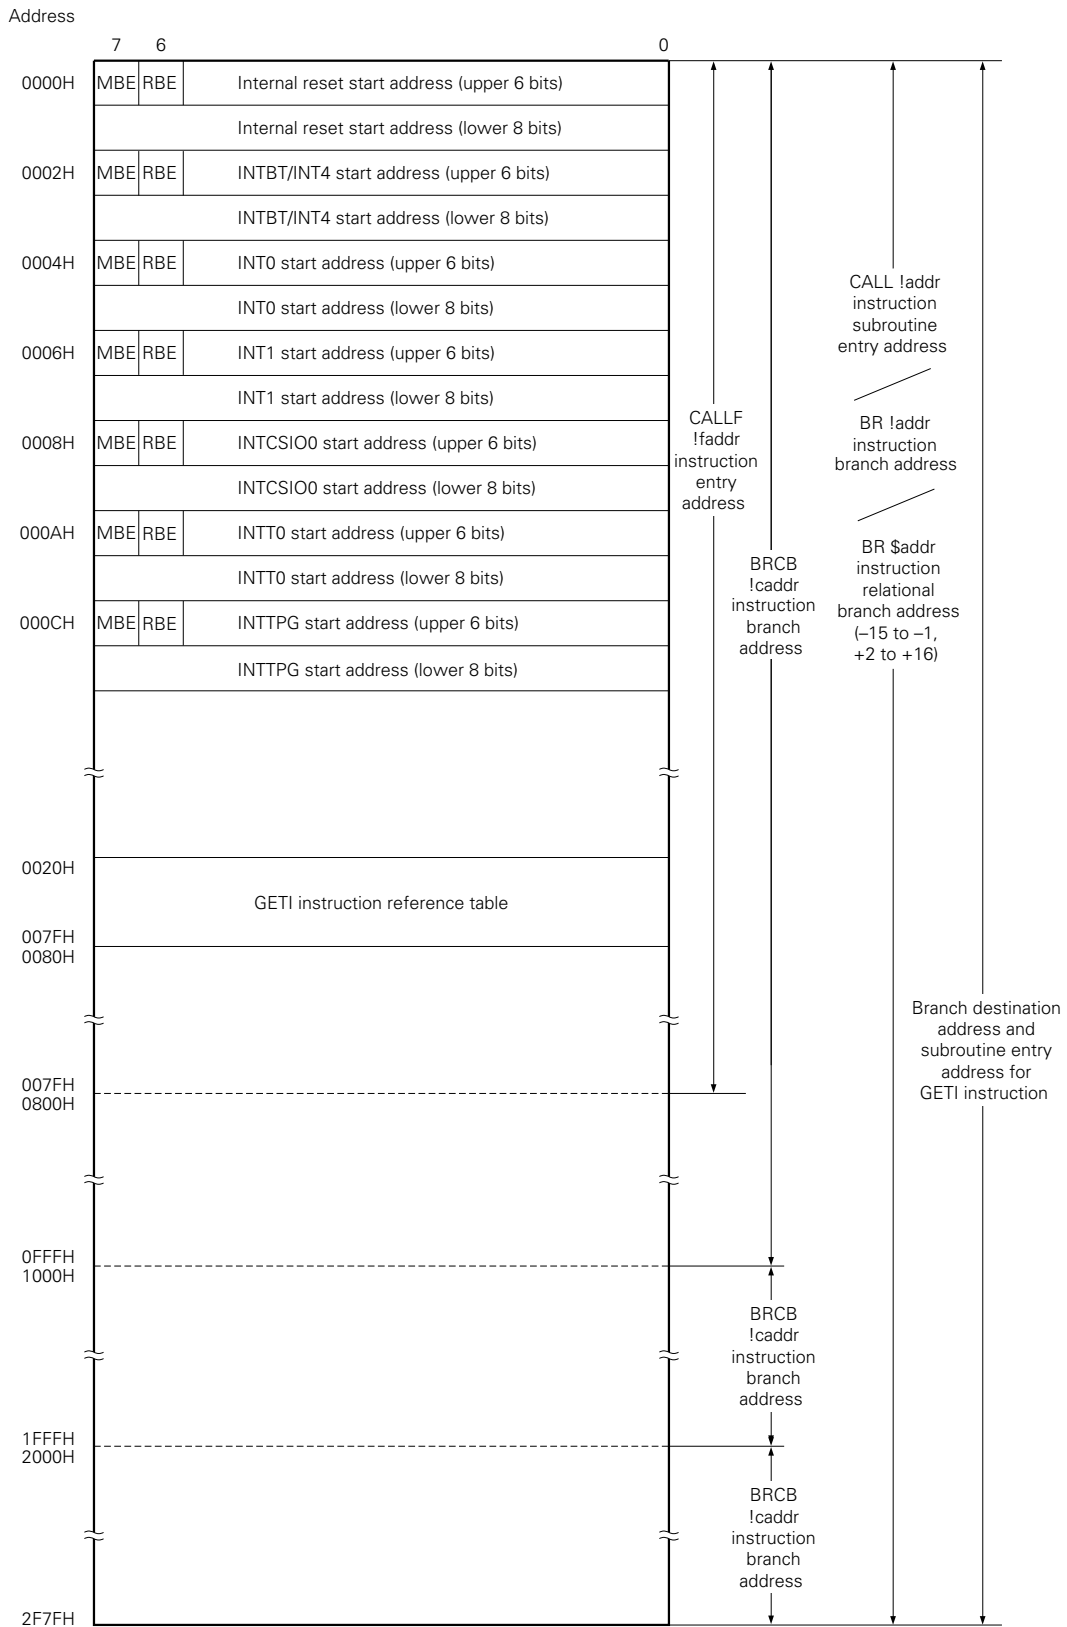 Address
7 6 0
0000H MBE RBE Internal reset start address (upper 6 bits)
Internal reset start address (lower 8 bits)
0002H MBE RBE INTBT/INT4 start address (upper 6 bits)
INTBT/INT4 start address (lower 8 bits)
0004H MBE RBE INT0 start address (upper 6 bits)
INT0 start address (lower 8 bits)
0006H MBE RBE INT1 start address (upper 6 bits)
INT1 start address (lower 8 bits)
0008H MBE RBE INTCSIO0 start address (upper 6 bits)
INTCSIO0 start address (lower 8 bits)
000AH MBE RBE INTT0 start address (upper 6 bits)
INTT0 start address (lower 8 bits)
000CH MBE RBE INTTPG start address (upper 6 bits)
INTTPG start address (lower 8 bits)
0020H
GETI instruction reference table
007FH
0080H
007FH
0800H
0FFFH
1000H
1FFFH
2000H
2F7FH
CALLF
!faddr
instruction
entry
address
BRCB
!caddr
instruction
branch
address
BRCB
!caddr
instruction
branch
address
BRCB
!caddr
instruction
branch
address
CALL !addr
instruction
subroutine
entry address
BR !addr
instruction
branch address
BR $addr
instruction
relational
branch address
(–15 to –1,
+2 to +16)
Branch destination
address and
subroutine entry
address for
GETI instruction